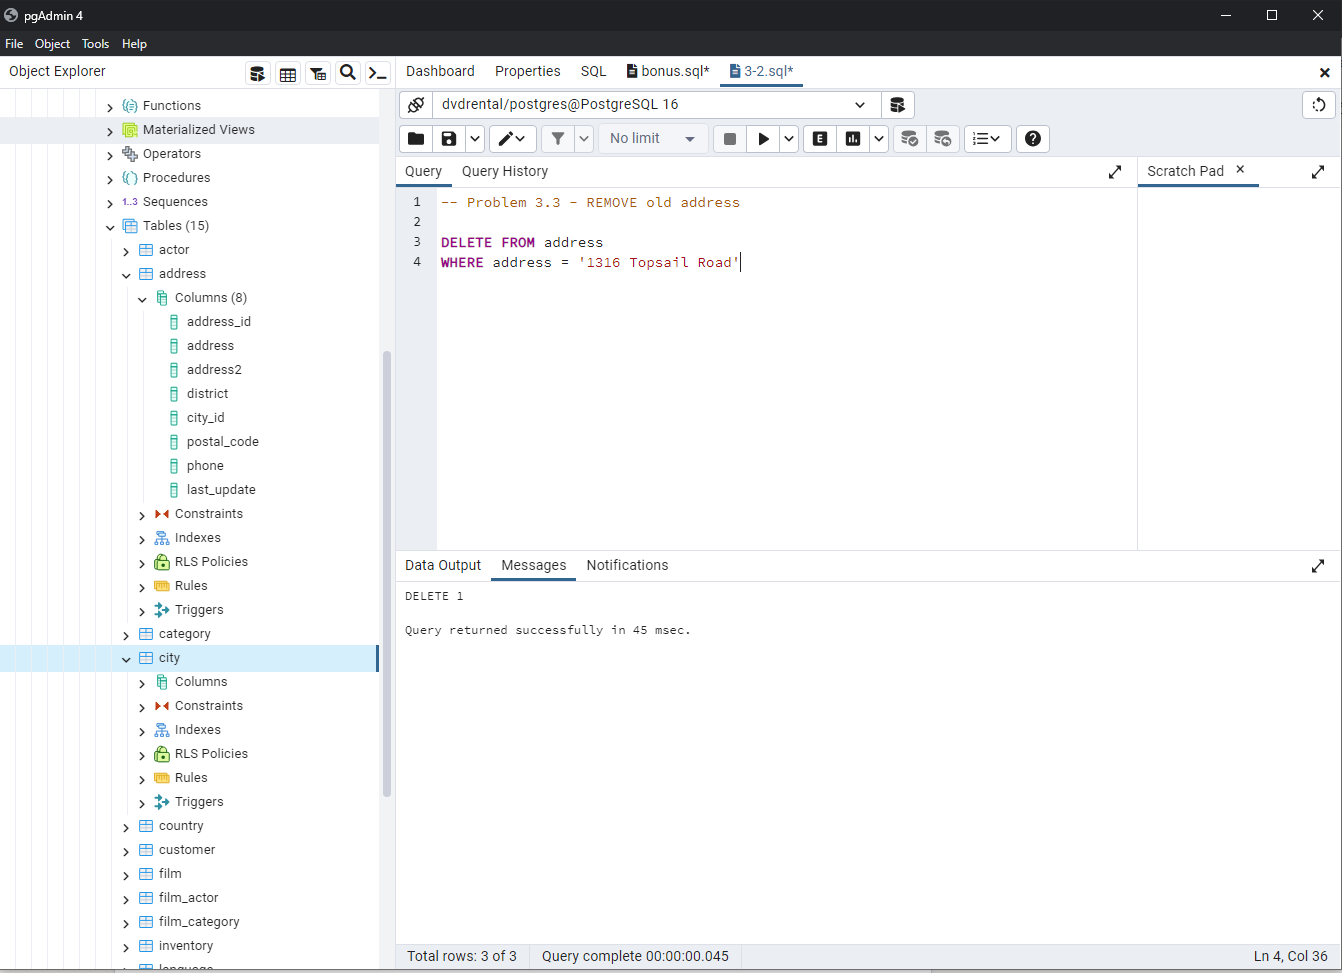 pgAdmin 4
File Object Tools Help
Object Explorer
Dashboard Properties SQL bonus.sql* 3-2.sql*
Functions
Materialized Views
Operators
Procedures
1..3 Sequences
Tables (15)
actor
address
Columns (8)
address_id
address
address2
district
city_id
postal_code
phone
last_update
Constraints
Indexes
RLS Policies
Rules
Triggers
category
city
Columns
Constraints
Indexes
RLS Policies
Rules
Triggers
country
customer
film
film_actor
film_category
inventory
language
dvdrental/postgres@PostgreSQL 16
No limit
E
Query Query History
Scratch Pad
1 -- Problem 3.3 - REMOVE old address
2
3 DELETE FROM address
4 WHERE address = '1316 Topsail Road'
Data Output Messages Notifications
DELETE 1
Query returned successfully in 45 msec.
Total rows: 3 of 3 Query complete 00:00:00.045 Ln 4, Col 36